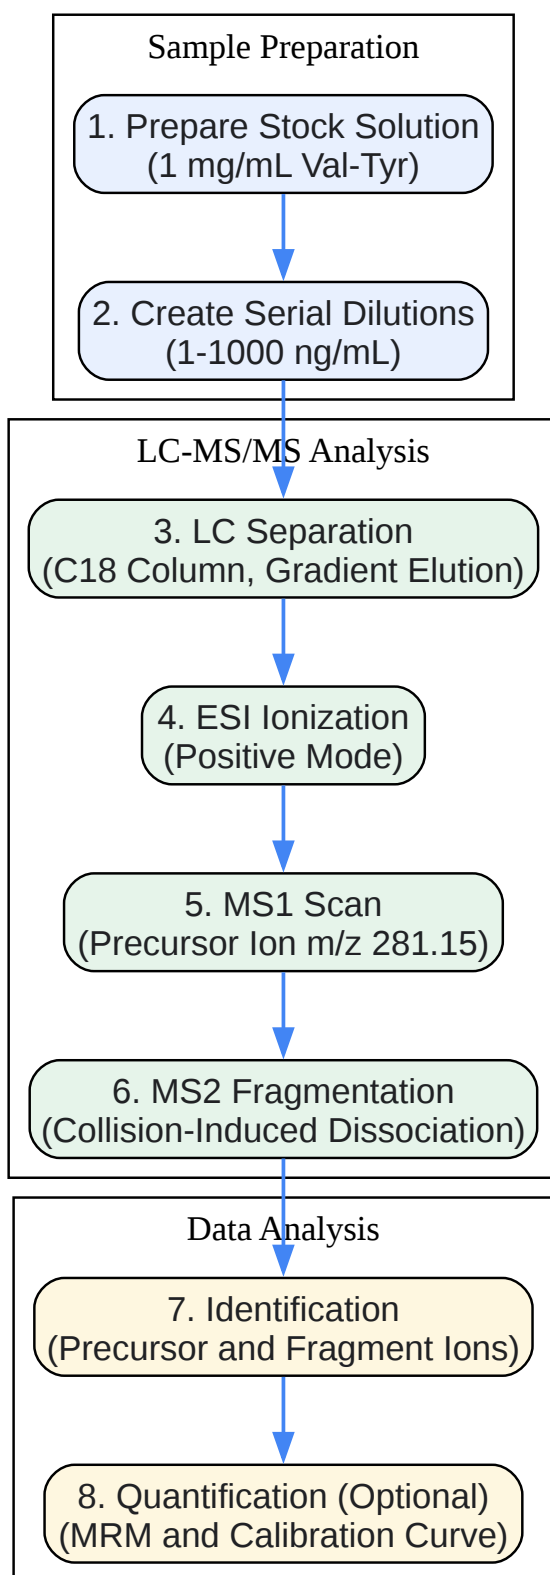 Sample Preparation
1. Prepare Stock Solution
(1 mg/mL Val-Tyr)
2. Create Serial Dilutions
(1-1000 ng/mL)
LC-MS/MS Analysis
3. LC Separation
(C18 Column, Gradient Elution)
4. ESI Ionization
(Positive Mode)
5. MS1 Scan
(Precursor Ion m/z 281.15)
6. MS2 Fragmentation
(Collision-Induced Dissociation)
Data Analysis
7. Identification
(Precursor and Fragment Ions)
8. Quantification (Optional)
(MRM and Calibration Curve)